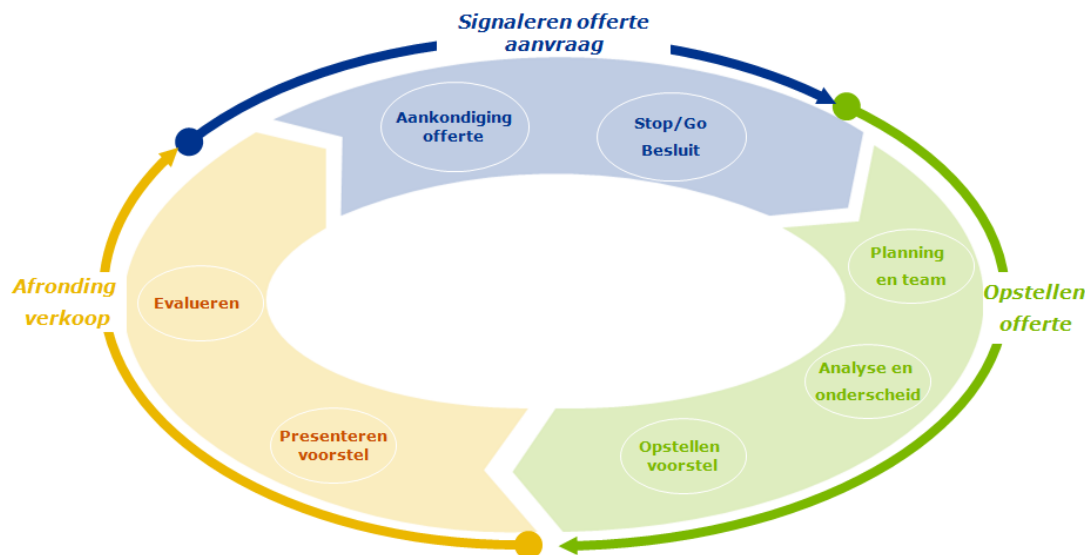 Signaleren offerte
aanvraag
Aankondiging
offerte
Stop/Go
Besluit
Planning
en team
Opstellen
offerte
Analyse en
onderscheid
Opstellen
voorstel
Presenteren
voorstel
Evalueren
Afronding
verkoop